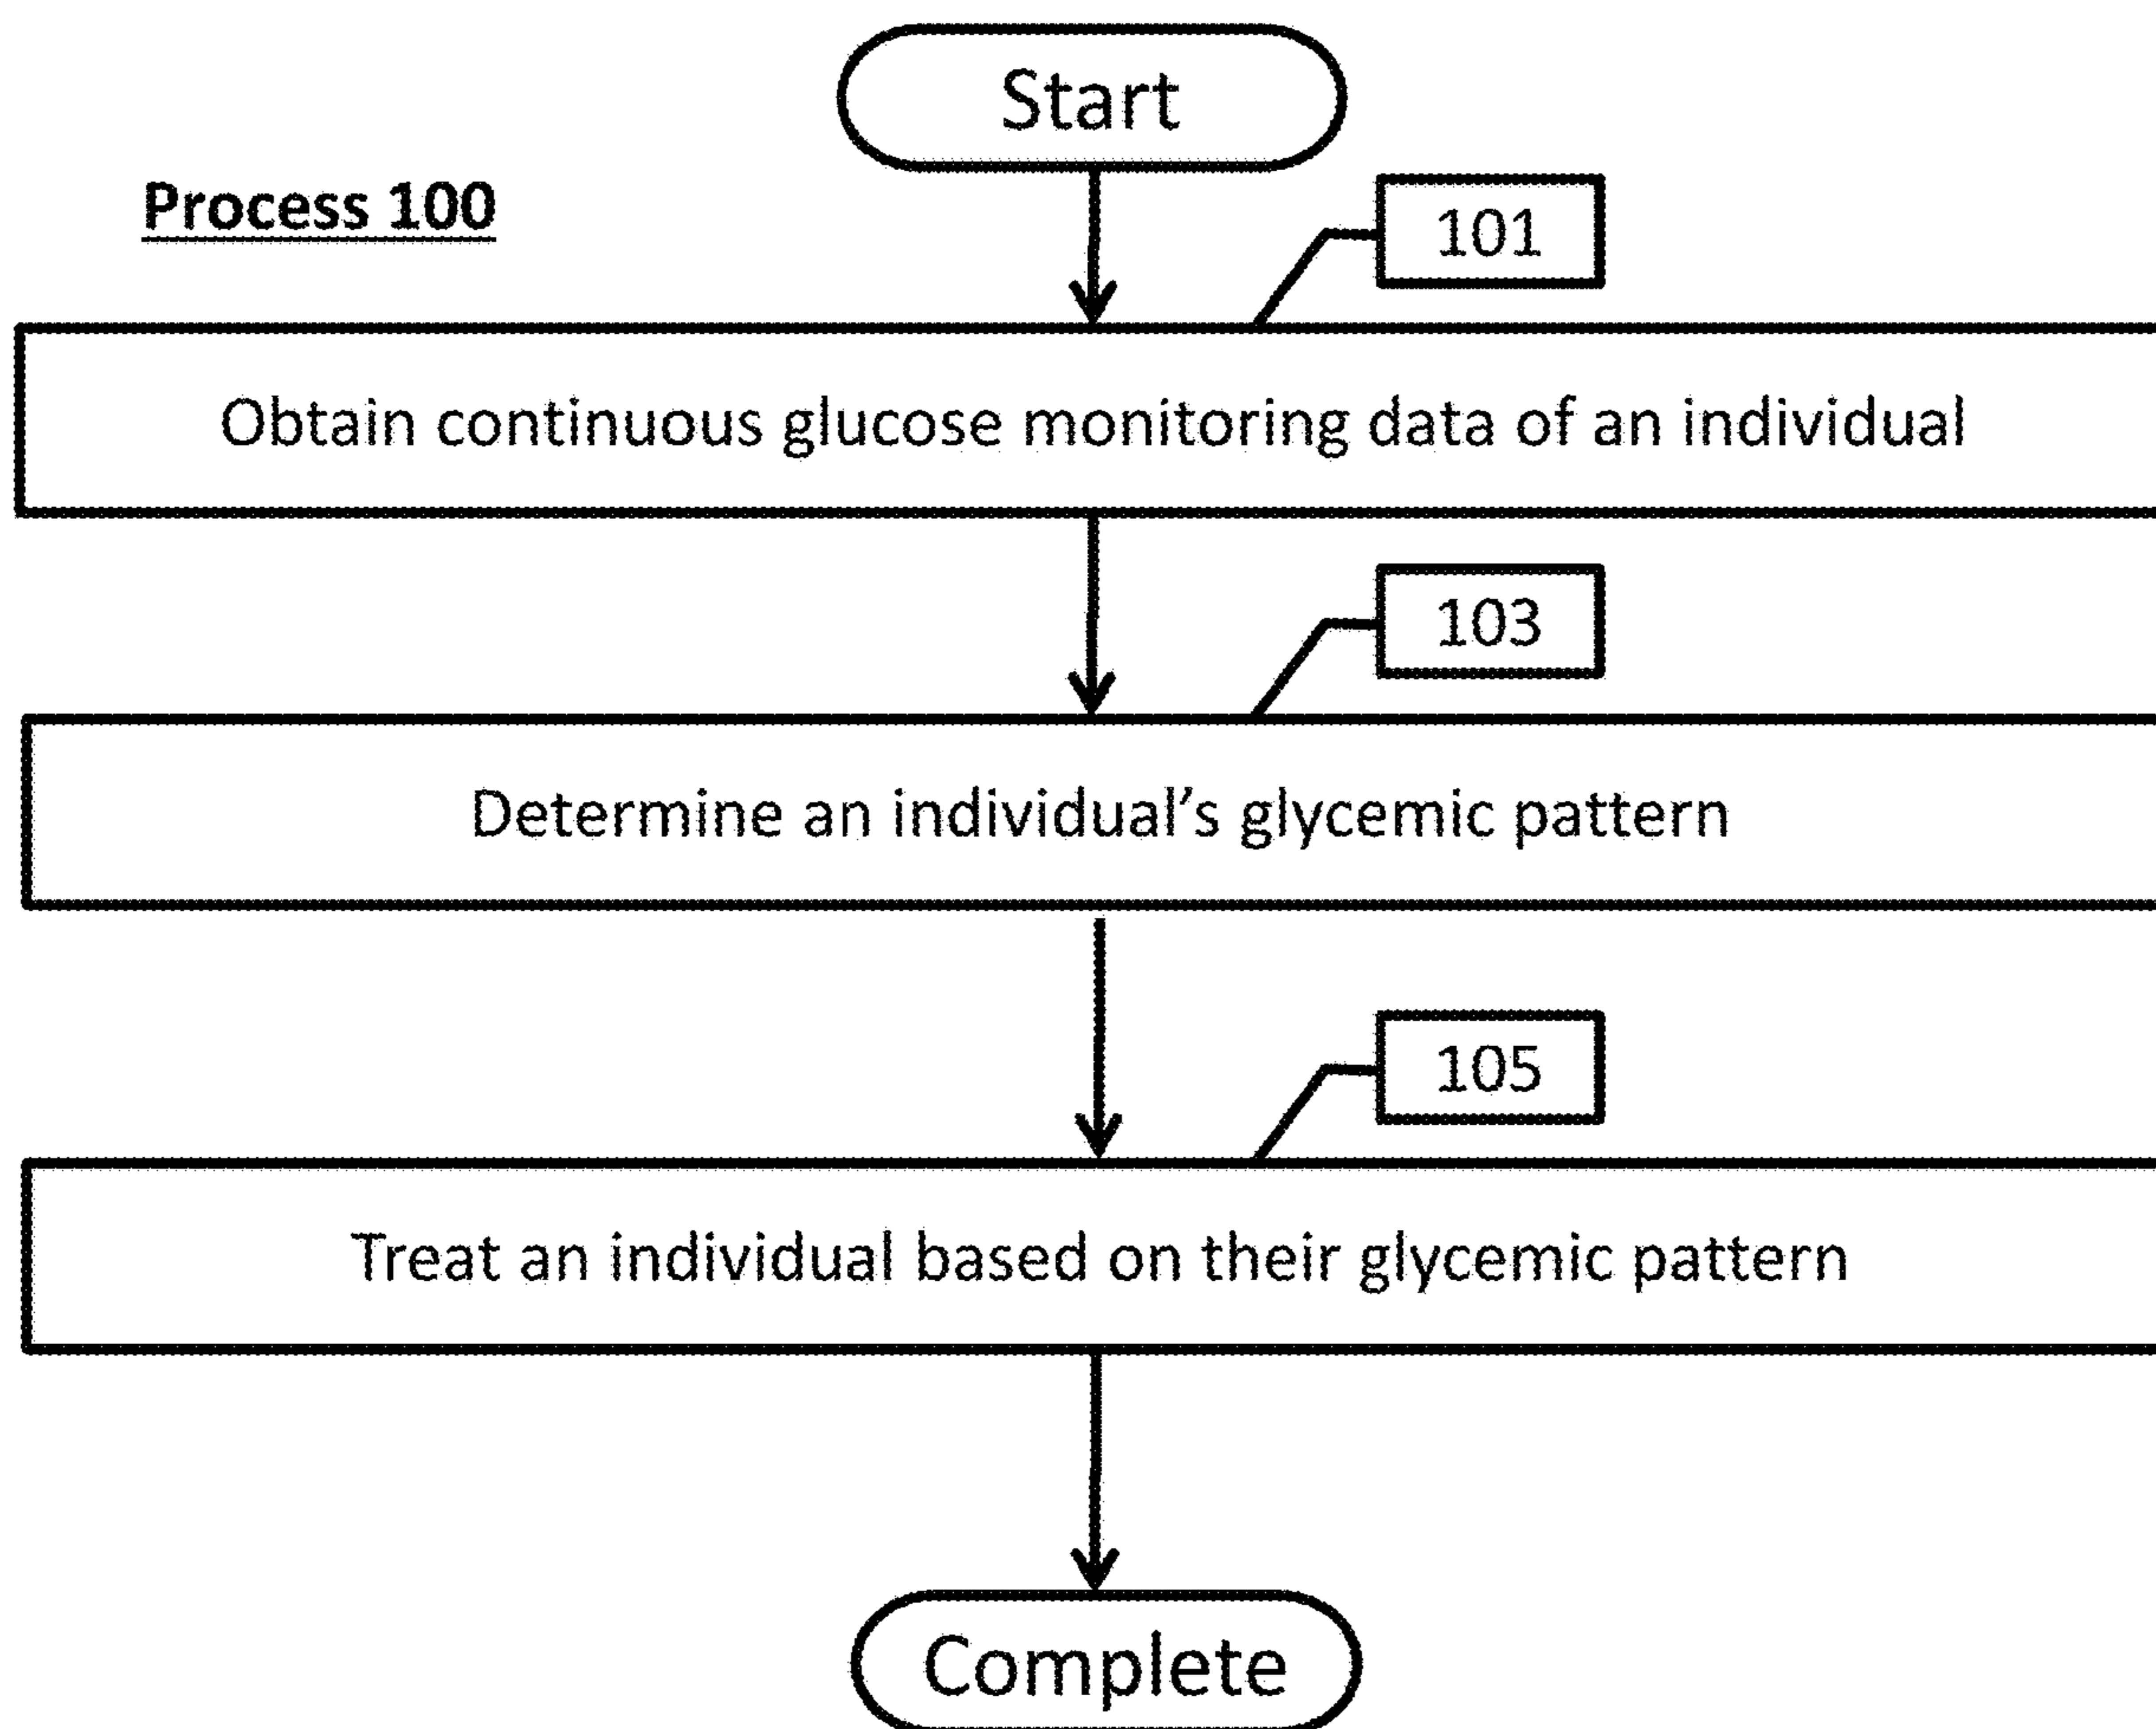 Start
Process 100
101
Obtain continuous glucose monitoring data of an individual
103
Determine an individual’s glycemic pattern
105
Treat an individual based on their glycemic pattern
Complete